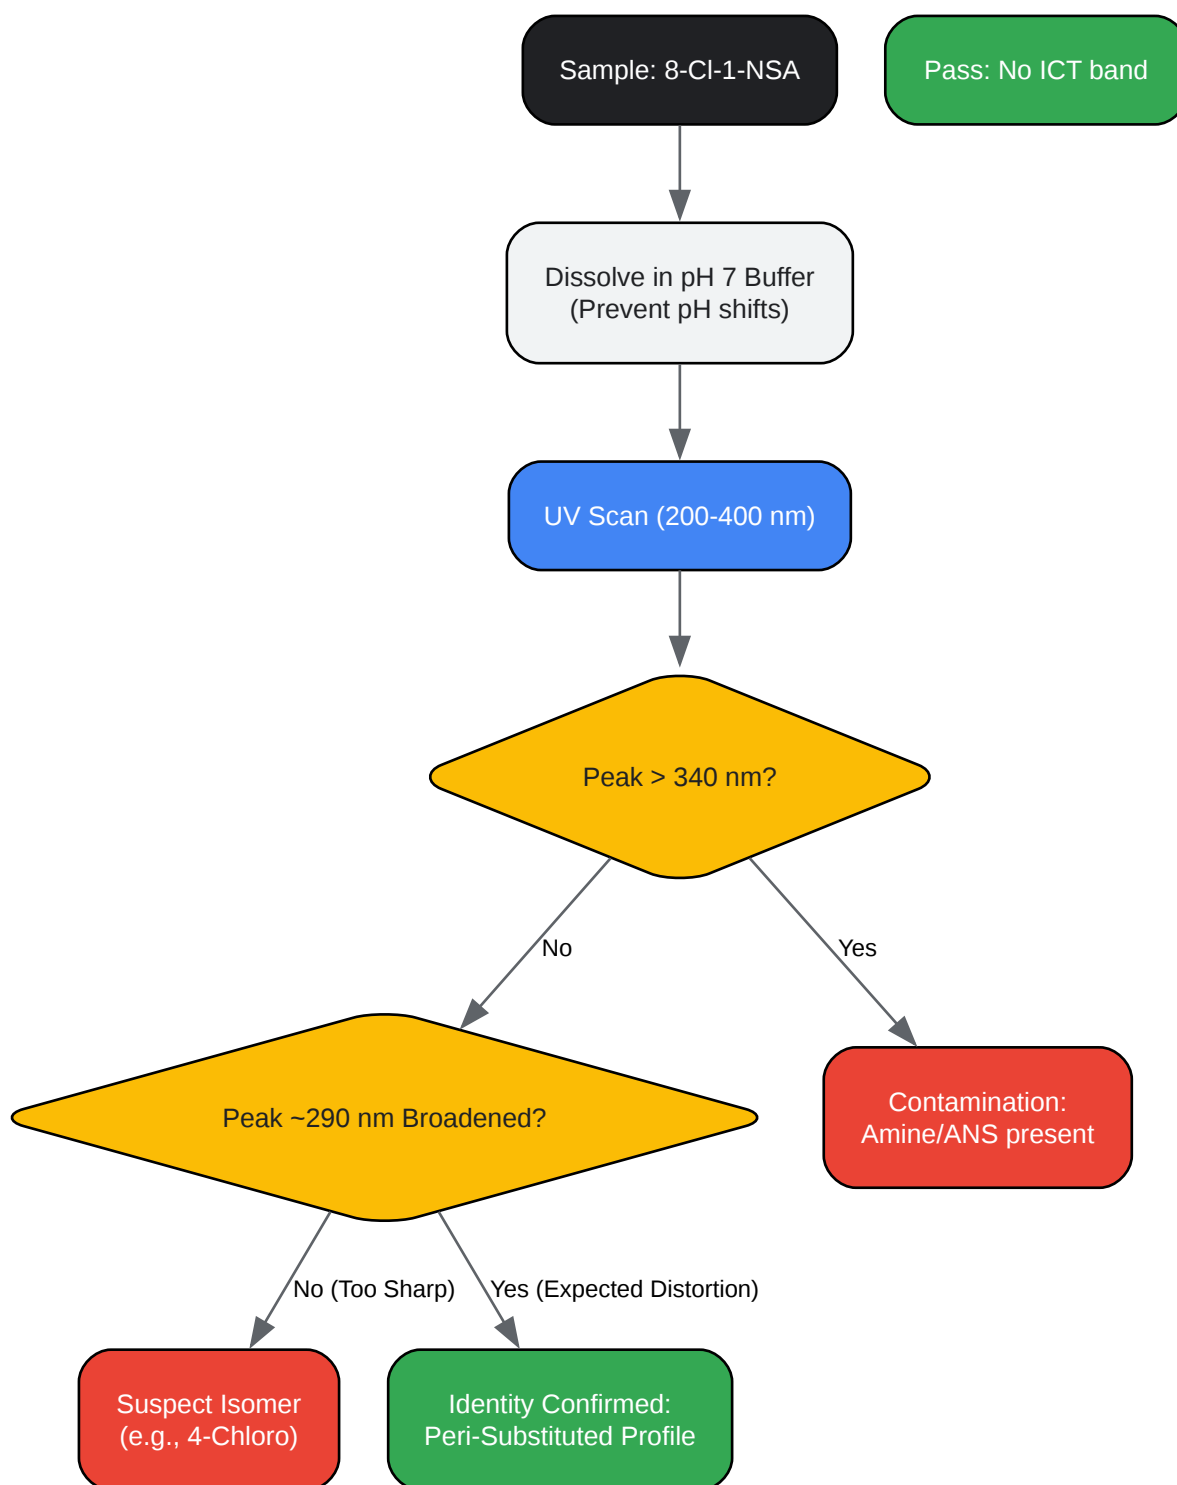 Sample: 8-Cl-1-NSA
Pass: No ICT band
Dissolve in pH 7 Buffer
(Prevent pH shifts)
UV Scan (200-400 nm)
Peak > 340 nm?
No
Yes
Peak ~290 nm Broadened?
Contamination:
Amine/ANS present
No (Too Sharp)
Yes (Expected Distortion)
Suspect Isomer
(e.g., 4-Chloro)
Identity Confirmed:
Peri-Substituted Profile